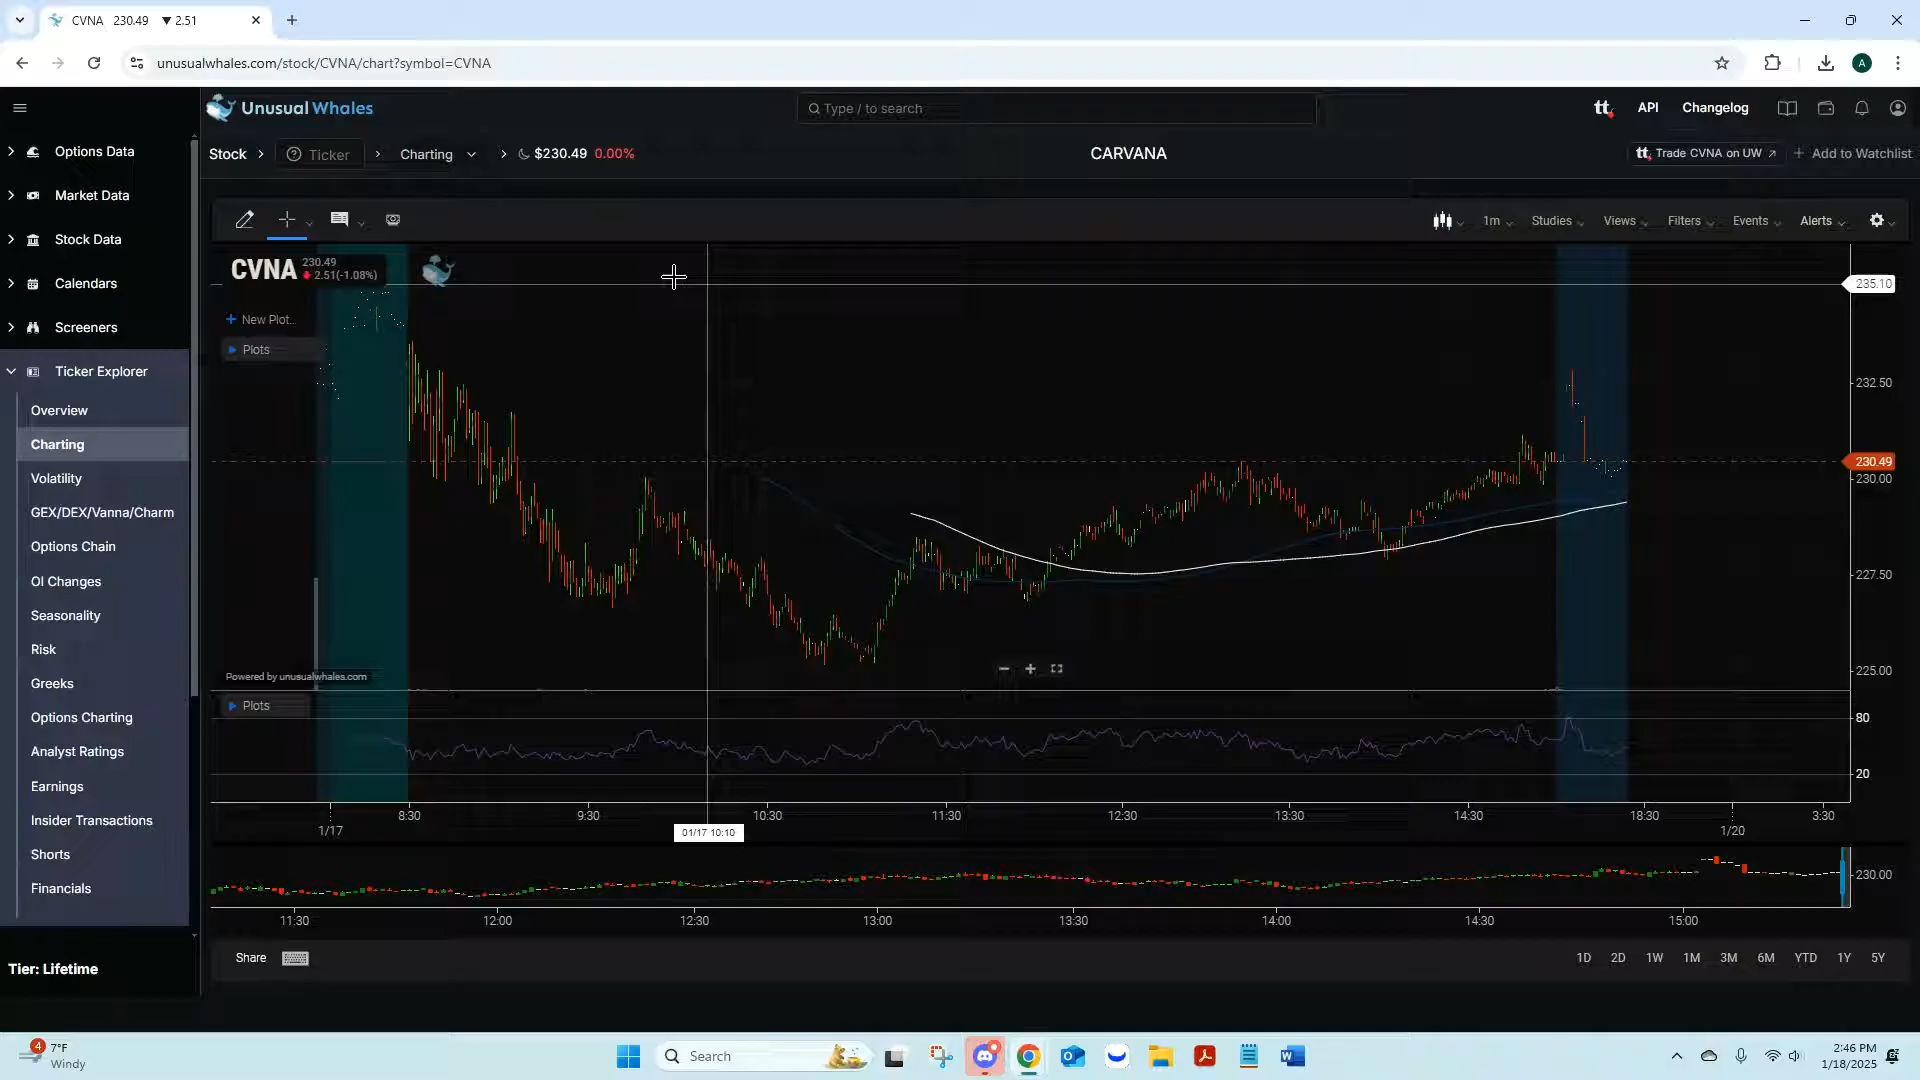 CVNA 230.49 ▼ 2.51
unusualwhales.com/stock/CVNA/chart?symbol=CVNA
A
Unusual Whales
Type / to search
tt API Changelog
Options Data
Market Data
Stock Data
Calendars
Screeners
Ticker Explorer
Overview
Charting
Volatility
GEX/DEX/Vanna/Charm
Options Chain
OI Changes
Seasonality
Risk
Greeks
Options Charting
Analyst Ratings
Earnings
Insider Transactions
Shorts
Financials
Tier: Lifetime
Stock > Ticker > Charting > $230.49 0.00%
CARVANA
tt Trade CVNA on UW ↗ + Add to Watchlist
1m Studies Views Filters Events Alerts
CVNA 230.49
2.51(-1.08%)
+ New Plot...
Plots
Powered by unusualwhales.com
Plots
235.10
232.50
230.49
230.00
227.50
225.00
80
20
8:30 9:30 10:30 11:30 12:30 13:30 14:30 18:30 3:30
1/17 01/17 10:10 1/20
230.00
11:30 12:00 12:30 13:00 13:30 14:00 14:30 15:00
Share 1D 2D 1W 1M 3M 6M YTD 1Y 5Y
4 7°F
Windy
Search
2:46 PM
1/18/2025